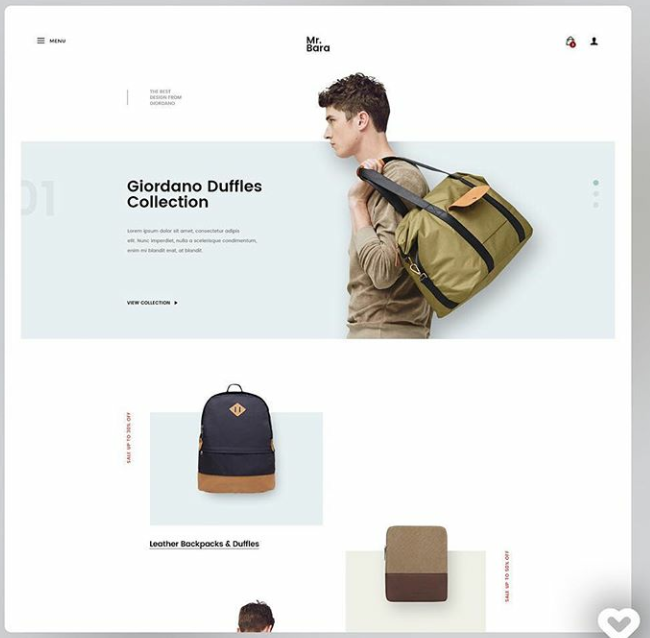 MENU
Mr.
Bara
THE BEST
DESIGN FROM
GIORDANO
01
Giordano Duffles
Collection
Lorem ipsum dolor sit amet, consectetur adipis
elit. Nunc imperdiet, nulla a scelerisque condimentum,
enim mi blandit erat, at blandit.
VIEW COLLECTION
SALE UP TO 30% OFF
Leather Backpacks & Duffles
SALE UP TO 50% OFF